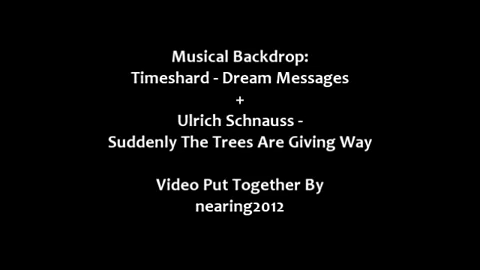 Musical Backdrop:
Timeshard - Dream Messages
+
Ulrich Schnauss -
Suddenly The Trees Are Giving Way
Video Put Together By
nearing2012